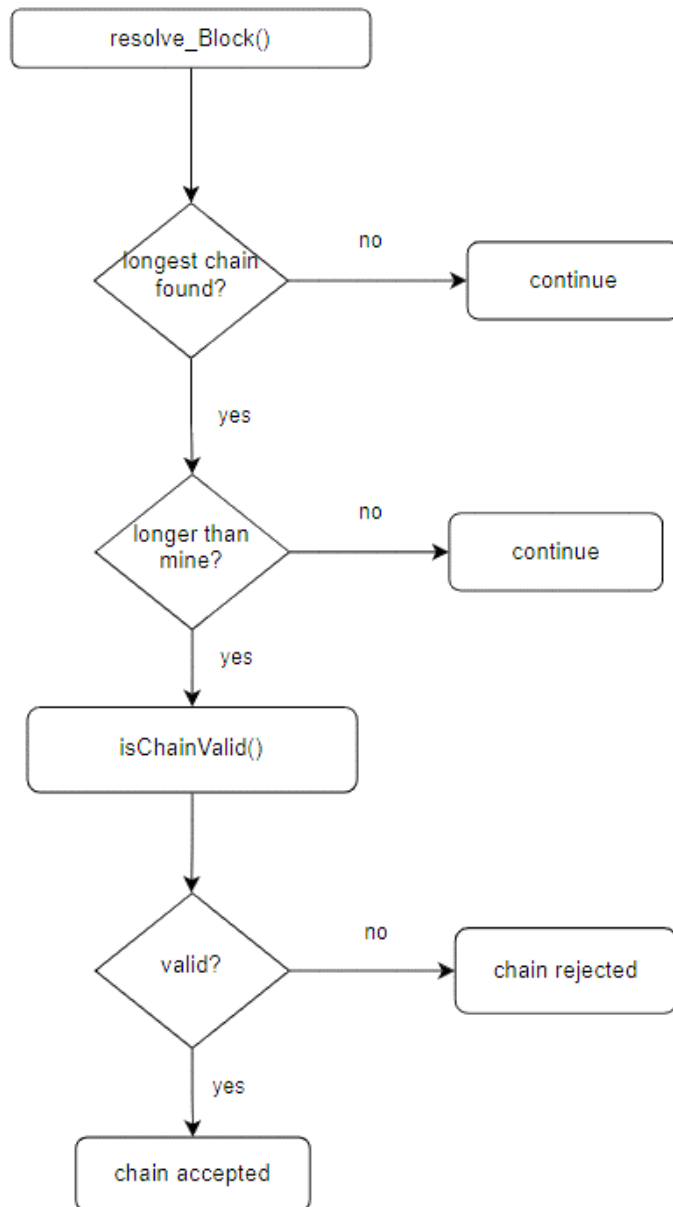 resolve_Block()
longest chain
found?
no
continue
yes
longer than
mine?
no
continue
yes
isChainValid()
valid?
no
chain rejected
yes
chain accepted